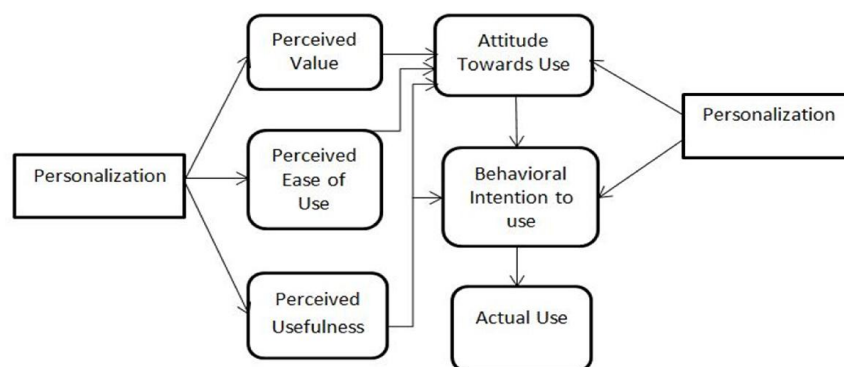 Perceived
Value
Attitude
Towards Use
Personalization
Personalization
Perceived
Ease of
Use
Behavioral
Intention to
use
Perceived
Usefulness
Actual Use